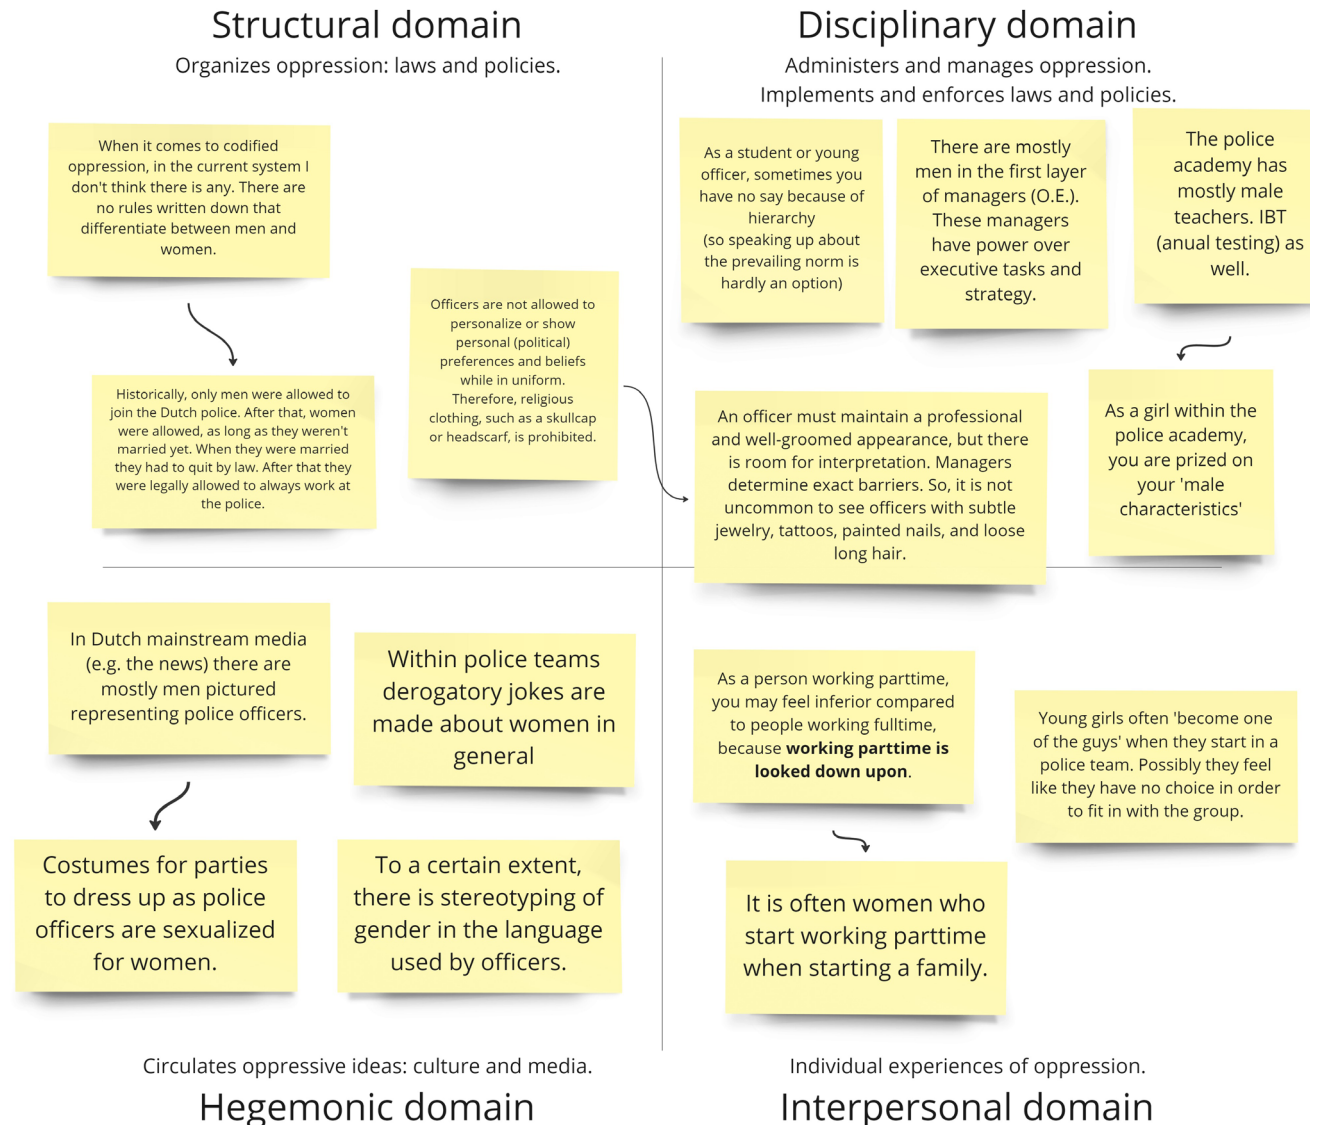 Structural domain
Organizes oppression: laws and policies.
When it comes to codified
oppression, in the current system I
don't think there is any. There are
no rules written down that
differentiate between men and
women.
Officers are not allowed to
personalize or show
personal (political)
preferences and beliefs
while in uniform.
Therefore, religious
clothing, such as a skullcap
or headscarf, is prohibited.
Historically, only men were allowed to
join the Dutch police. After that, women
were allowed, as long as they weren't
married yet. When they were married
they had to quit by law. After that they
were legally allowed to always work at
the police.
Disciplinary domain
Administers and manages oppression.
Implements and enforces laws and policies.
As a student or young
officer, sometimes you
have no say because of
hierarchy
(so speaking up about
the prevailing norm is
hardly an option)
There are mostly
men in the first layer
of managers (O.E.).
These managers
have power over
executive tasks and
strategy.
The police
academy has
mostly male
teachers. IBT
(anual testing) as
well.
An officer must maintain a professional
and well-groomed appearance, but there
is room for interpretation. Managers
determine exact barriers. So, it is not
uncommon to see officers with subtle
jewelry, tattoos, painted nails, and loose
long hair.
As a girl within the
police academy,
you are prized on
your 'male
characteristics'
In Dutch mainstream media
(e.g. the news) there are
mostly men pictured
representing police officers.
Within police teams
derogatory jokes are
made about women in
general
Costumes for parties
to dress up as police
officers are sexualized
for women.
To a certain extent,
there is stereotyping of
gender in the language
used by officers.
Circulates oppressive ideas: culture and media.
Hegemonic domain
As a person working parttime,
you may feel inferior compared
to people working fulltime,
because working parttime is
looked down upon.
Young girls often 'become one
of the guys' when they start in a
police team. Possibly they feel
like they have no choice in order
to fit in with the group.
It is often women who
start working parttime
when starting a family.
Individual experiences of oppression.
Interpersonal domain